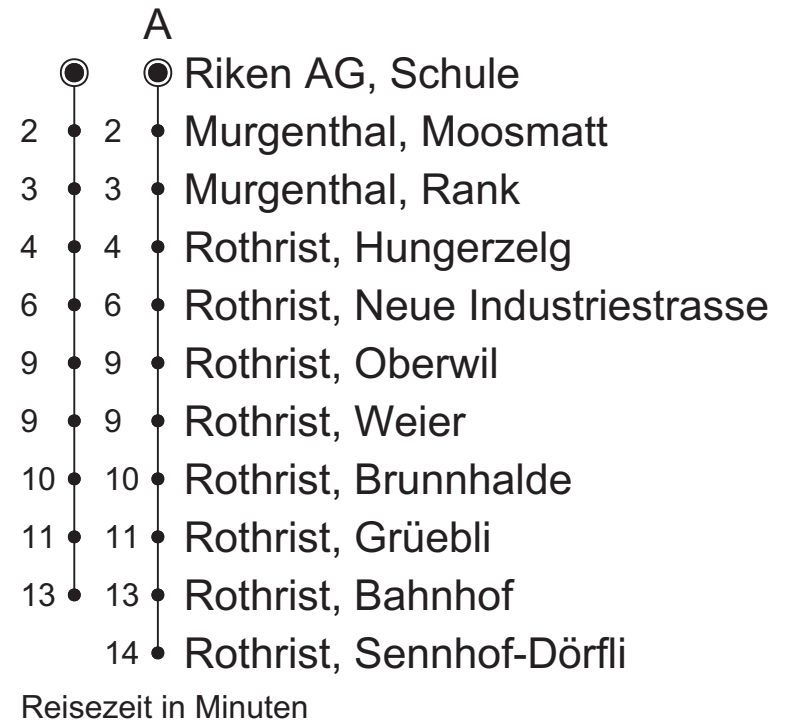 A
Riken AG, Schule
2 2 Murgenthal, Moosmatt
3 3 Murgenthal, Rank
4 4 Rothrist, Hungerzelg
6 6 Rothrist, Neue Industriestrasse
9 9 Rothrist, Oberwil
9 9 Rothrist, Weier
10 10 Rothrist, Brunnhalde
11 11 Rothrist, Grüebli
13 13 Rothrist, Bahnhof
14 Rothrist, Sennhof-Dörfli
Reisezeit in Minuten